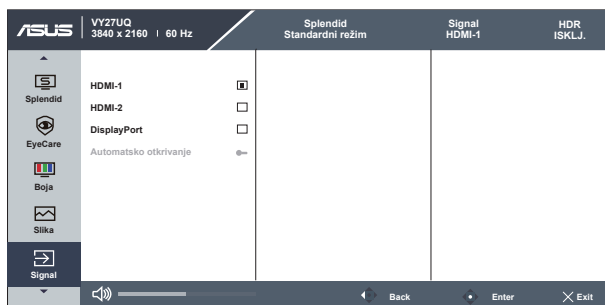 ASUS
VY27UQ
3840 x 2160 | 60 Hz
Splendid
Standardni režim
Signal
HDMI-1
HDR
ISKLJ.
Splendid
EyeCare
Boja
Slika
Signal
HDMI-1
HDMI-2
DisplayPort
Automatsko otkrivanje
Back
Enter
Exit